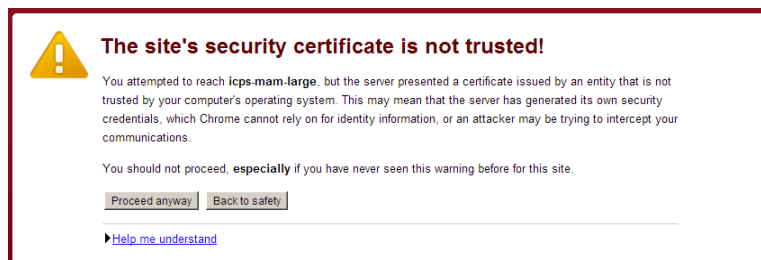 The site's security certificate is not trusted!
You attempted to reach icps-mam-large, but the server presented a certificate issued by an entity that is not
trusted by your computer's operating system. This may mean that the server has generated its own security
credentials, which Chrome cannot rely on for identity information, or an attacker may be trying to intercept your
communications.
You should not proceed, especially if you have never seen this warning before for this site.
Proceed anyway Back to safety
Help me understand